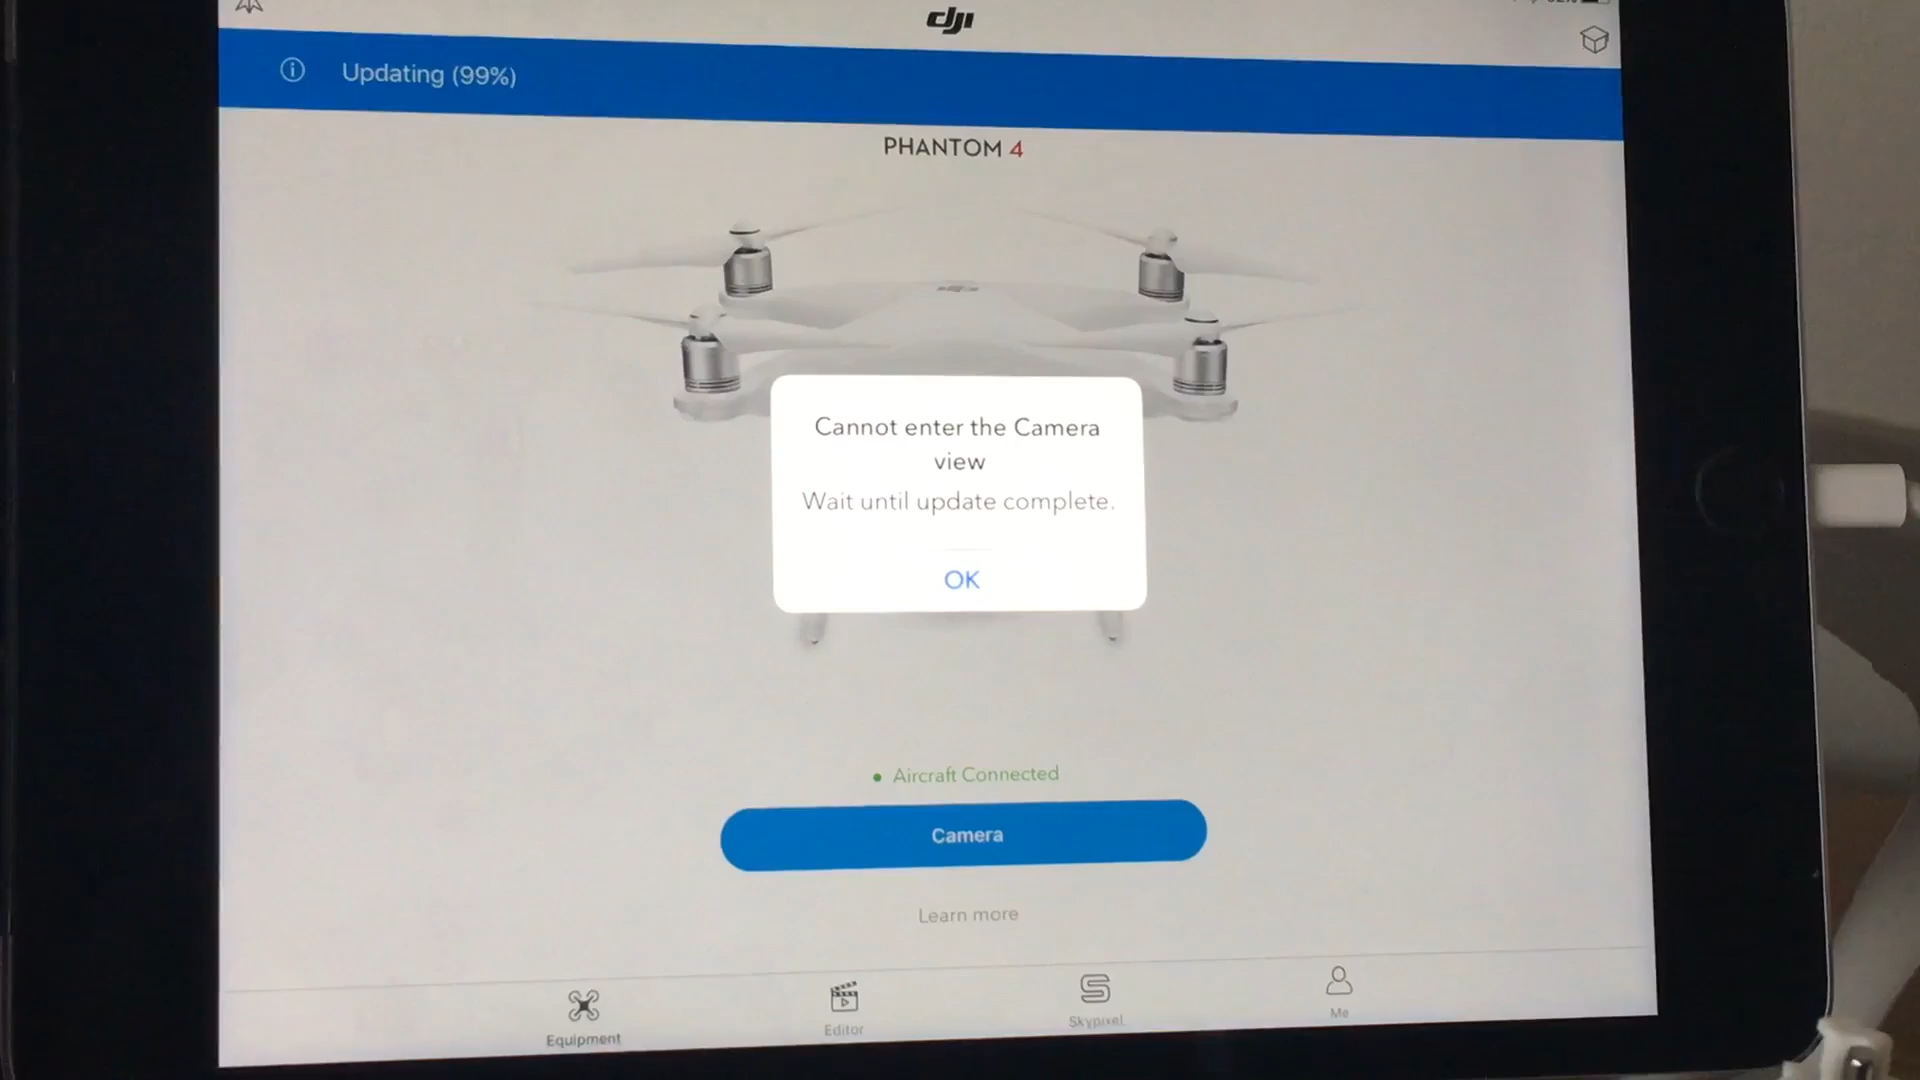 dji
Updating (99%)
PHANTOM 4
Cannot enter the Camera
view
Wait until update complete.
OK
Aircraft Connected
Camera
Learn more
Equipment
Editor
Skypixel
Me